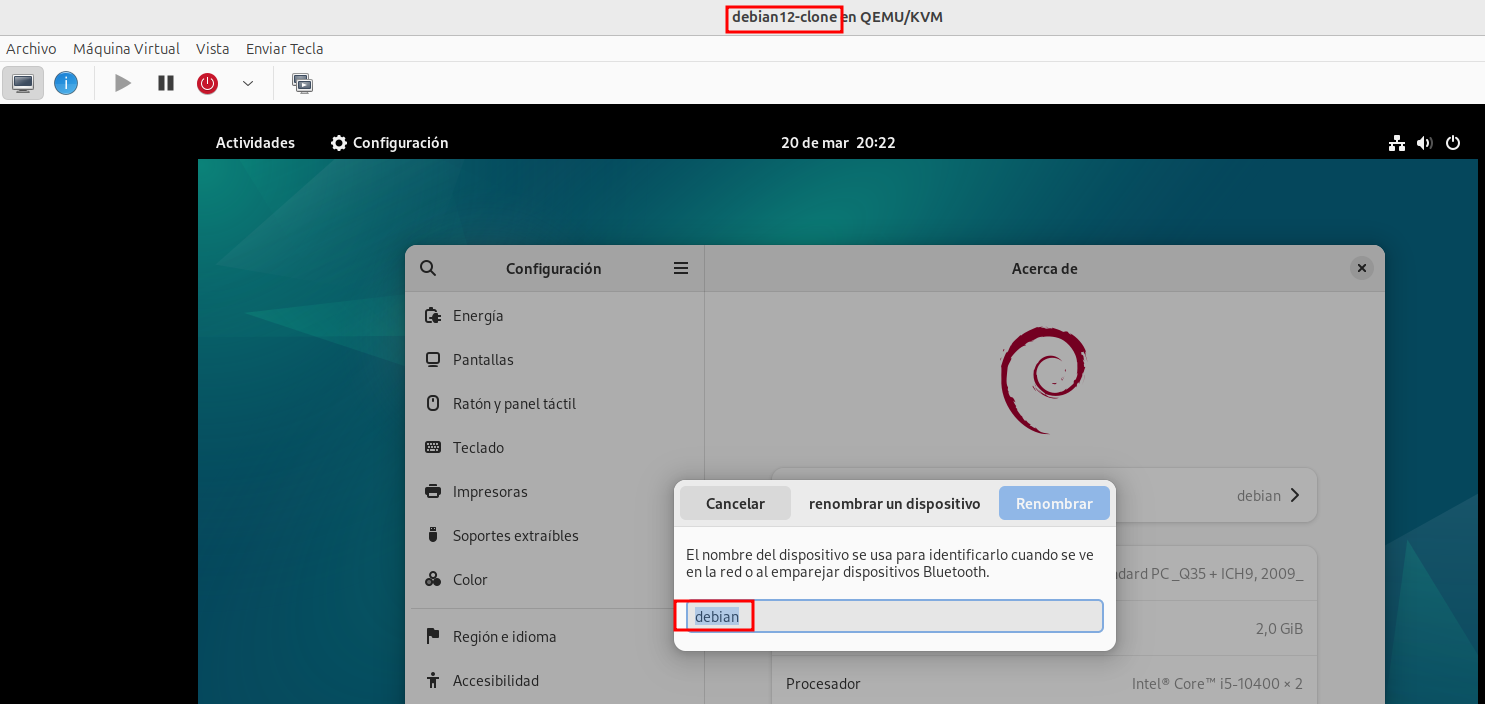 debian12-clone en QEMU/KVM
Archivo Máquina Virtual Vista Enviar Tecla
Actividades Configuración 20 de mar 20:22
Configuración Acerca de
Energía
Pantallas
Ratón y panel táctil
Teclado
Impresoras
debian
Soportes extraíbles
Color
Región e idioma
Accesibilidad
Cancelar renombrar un dispositivo Renombrar
El nombre del dispositivo se usa para identificarlo cuando se ve
en la red o al emparejar dispositivos Bluetooth.
debian
PC_Q35 + ICH9, 2009_
2,0 GiB
Procesador Intel® Core™ i5-10400 × 2